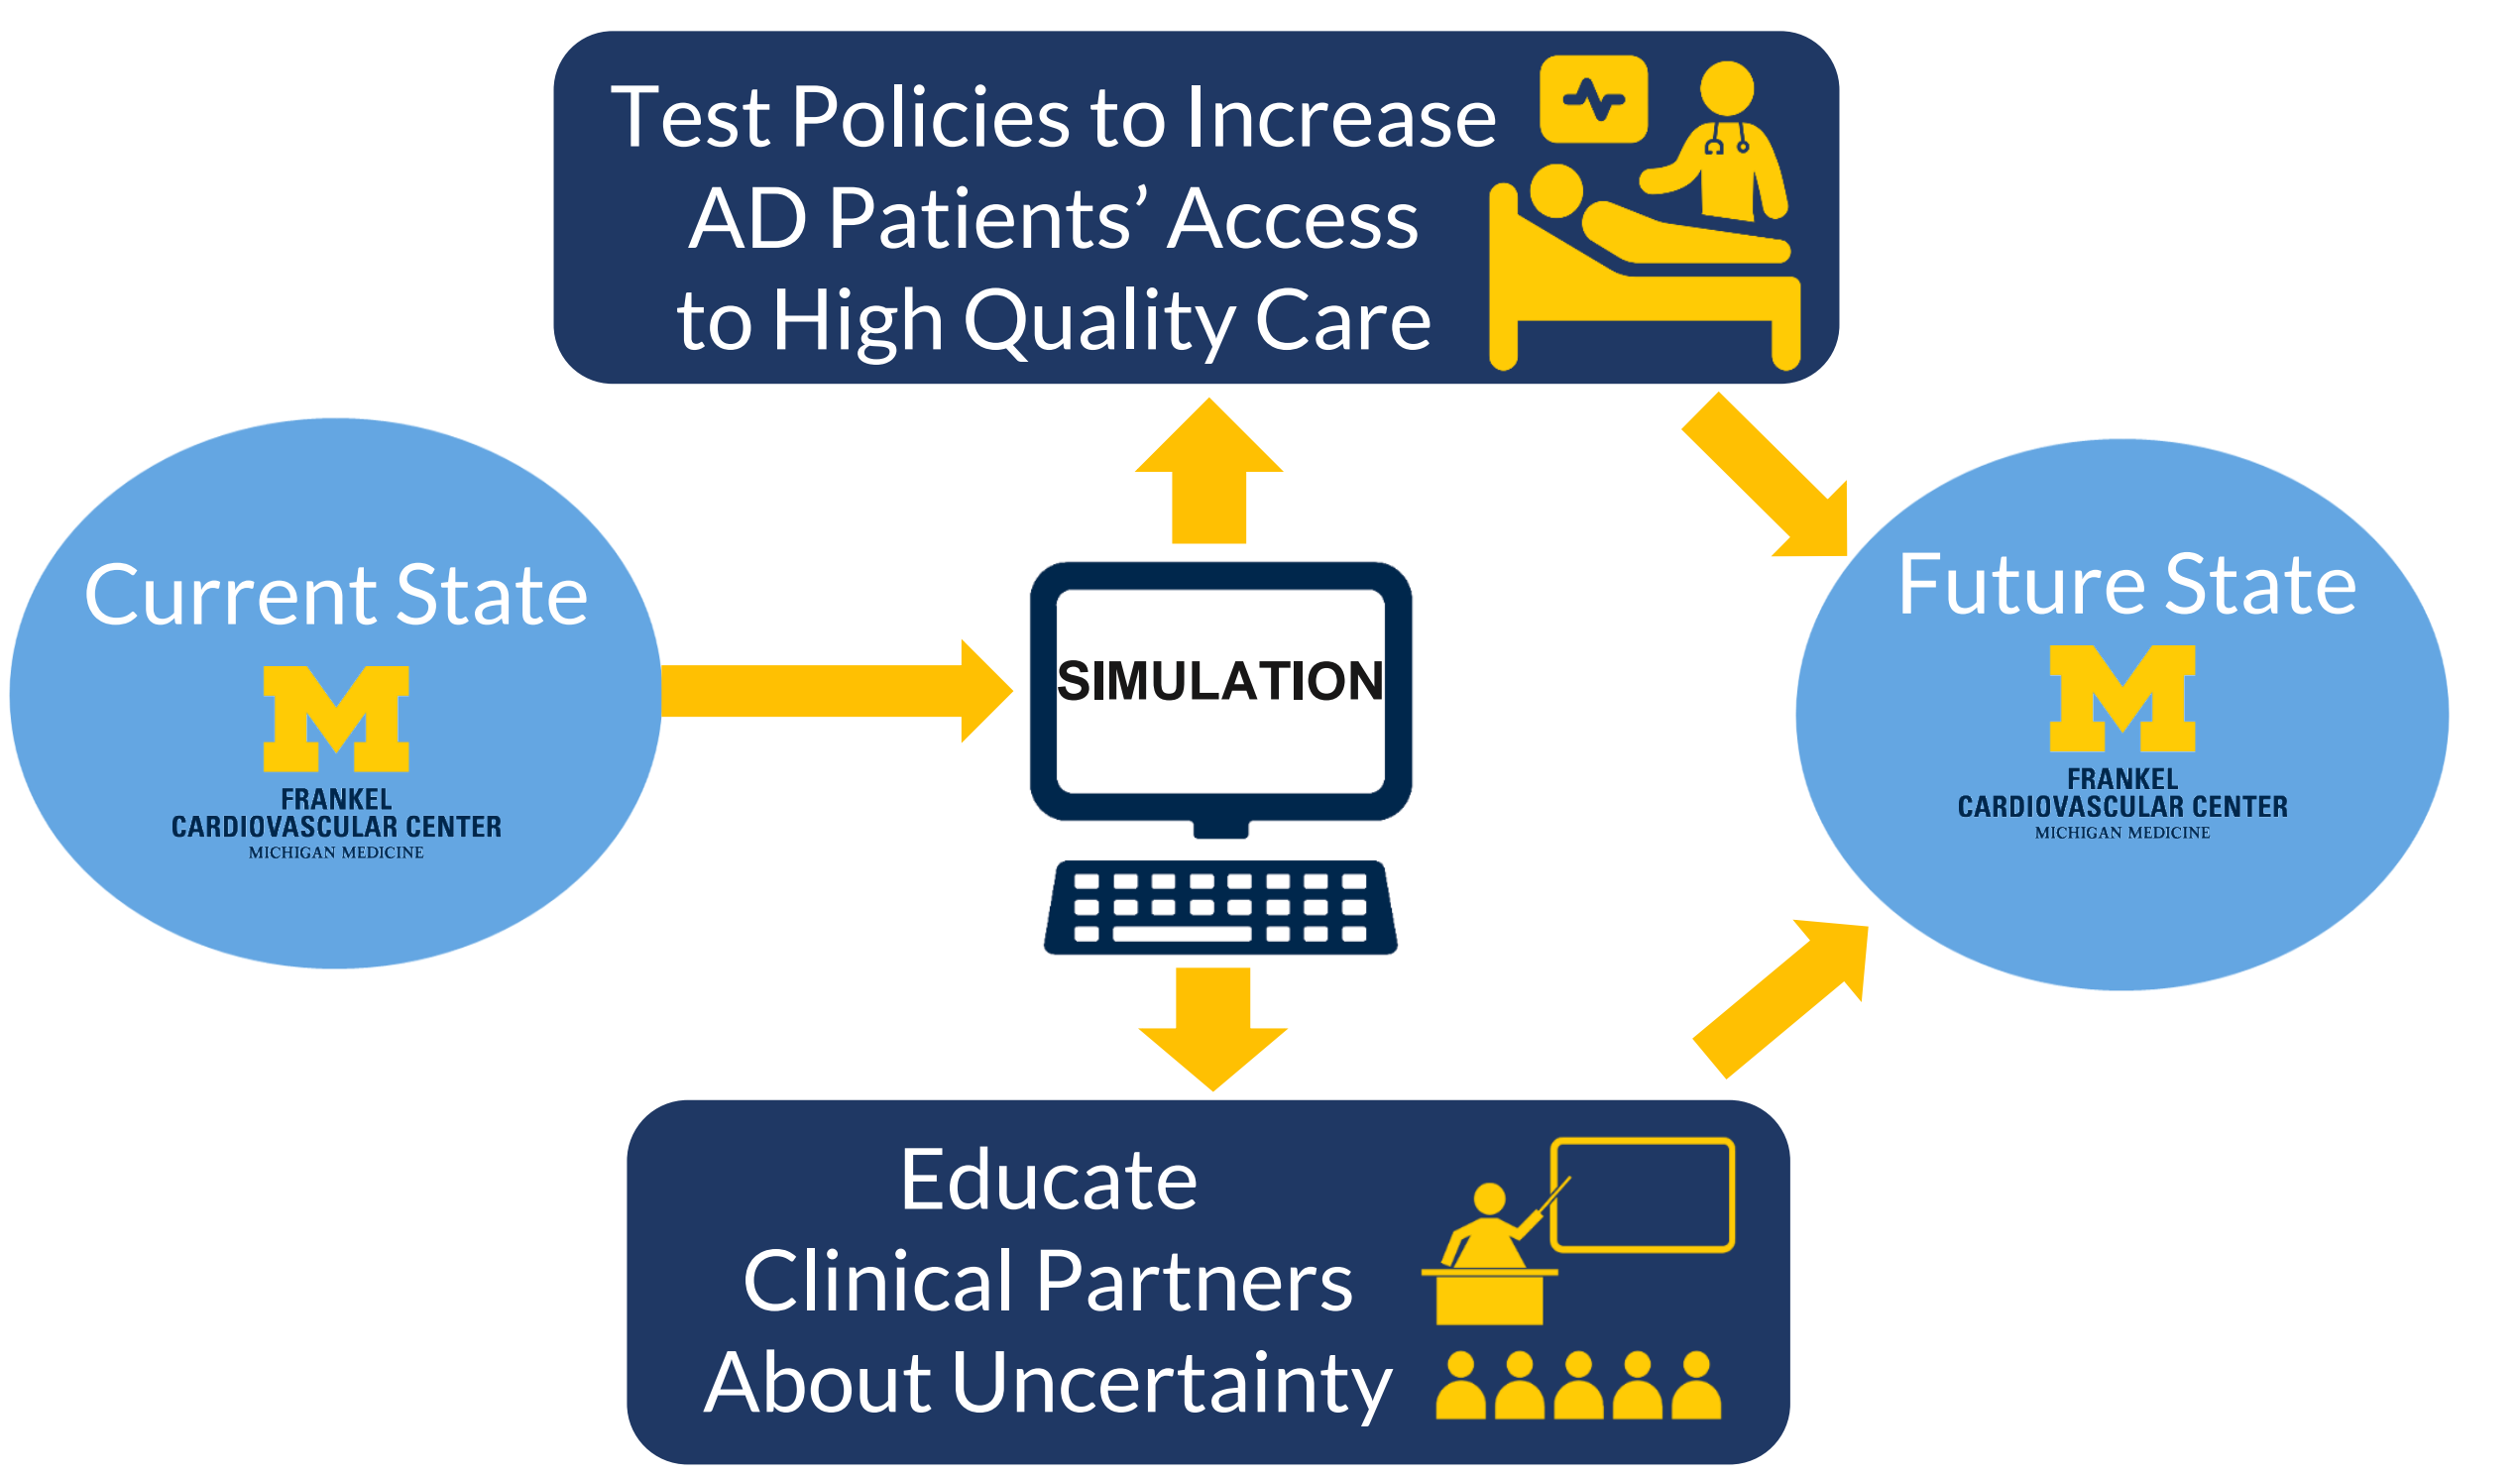 Test Policies to Increase
AD Patients’ Access
to High Quality Care
Current State
M
FRANKEL
CARDIOVASCULAR CENTER
MICHIGAN MEDICINE
SIMULATION
Future State
M
FRANKEL
CARDIOVASCULAR CENTER
MICHIGAN MEDICINE
Educate
Clinical Partners
About Uncertainty